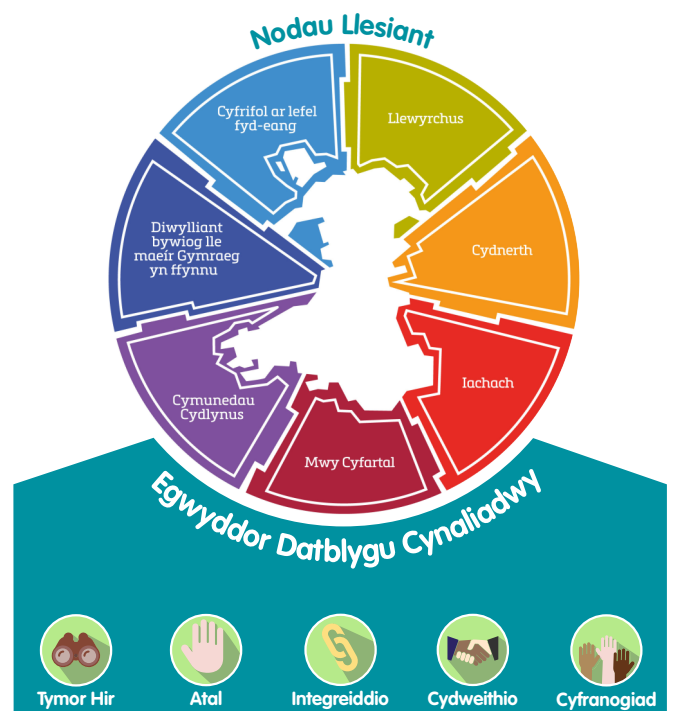 Nodau Llesiant
Cyfrifol ar lefel
fyd-eang
Llewyrchus
Diwylliant
bywiog lle
maeír Gymraeg
yn ffynnu
Cydnerth
Cymunedau
Cydlynus
Iachach
Mwy Cyfartal
Egwyddor Datblygu Cynaliadwy
Tymor Hir
Atal
Integreiddio
Cydweithio
Cyfranogiad